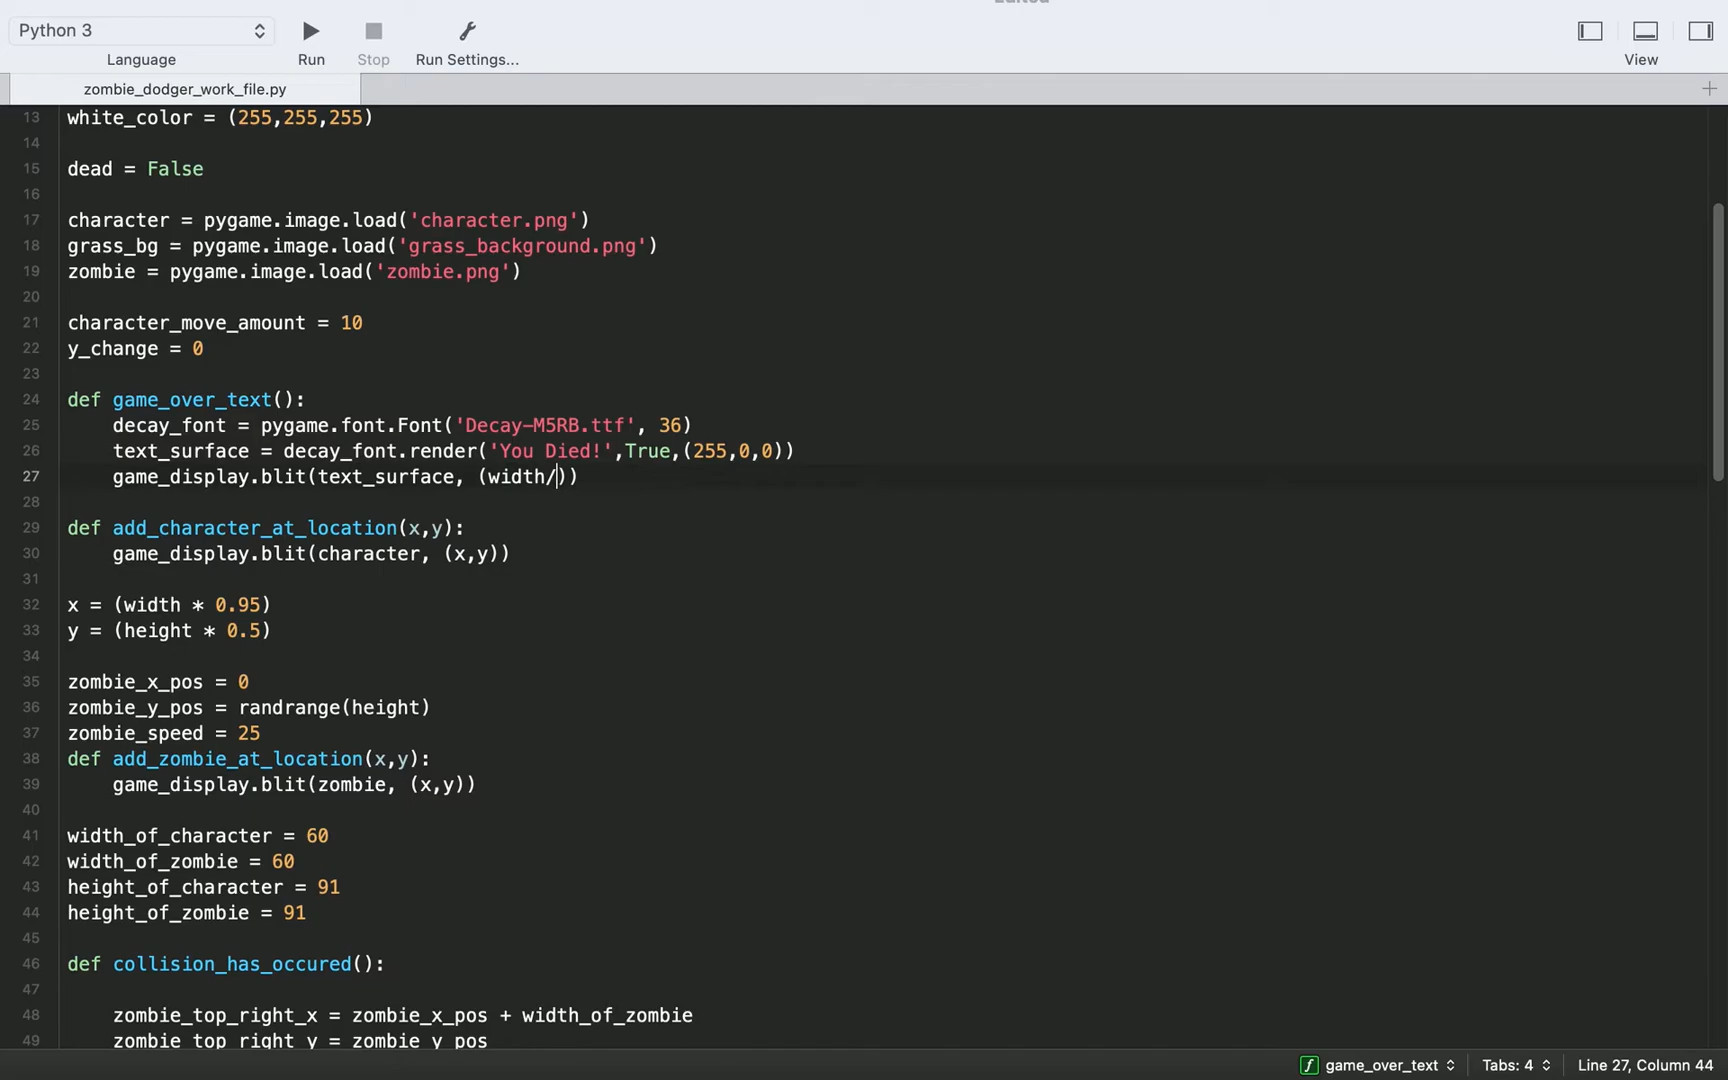 Python 3
Language
Run
Stop
Run Settings...
View
zombie_dodger_work_file.py
13 white_color = (255,255,255)
14
15 dead = False
16
17 character = pygame.image.load('character.png')
18 grass_bg = pygame.image.load('grass_background.png')
19 zombie = pygame.image.load('zombie.png')
20
21 character_move_amount = 10
22 y_change = 0
23
24 def game_over_text():
25 decay_font = pygame.font.Font('Decay-M5RB.ttf', 36)
26 text_surface = decay_font.render('You Died!',True,(255,0,0))
27 game_display.blit(text_surface, (width/))
28
29 def add_character_at_location(x,y):
30 game_display.blit(character, (x,y))
31
32 x = (width * 0.95)
33 y = (height * 0.5)
34
35 zombie_x_pos = 0
36 zombie_y_pos = randrange(height)
37 zombie_speed = 25
38 def add_zombie_at_location(x,y):
39 game_display.blit(zombie, (x,y))
40
41 width_of_character = 60
42 width_of_zombie = 60
43 height_of_character = 91
44 height_of_zombie = 91
45
46 def collision_has_occured():
47
48 zombie_top_right_x = zombie_x_pos + width_of_zombie
49 zombie_top_right_y = zombie_y_pos
game_over_text
Tabs: 4
Line 27, Column 44